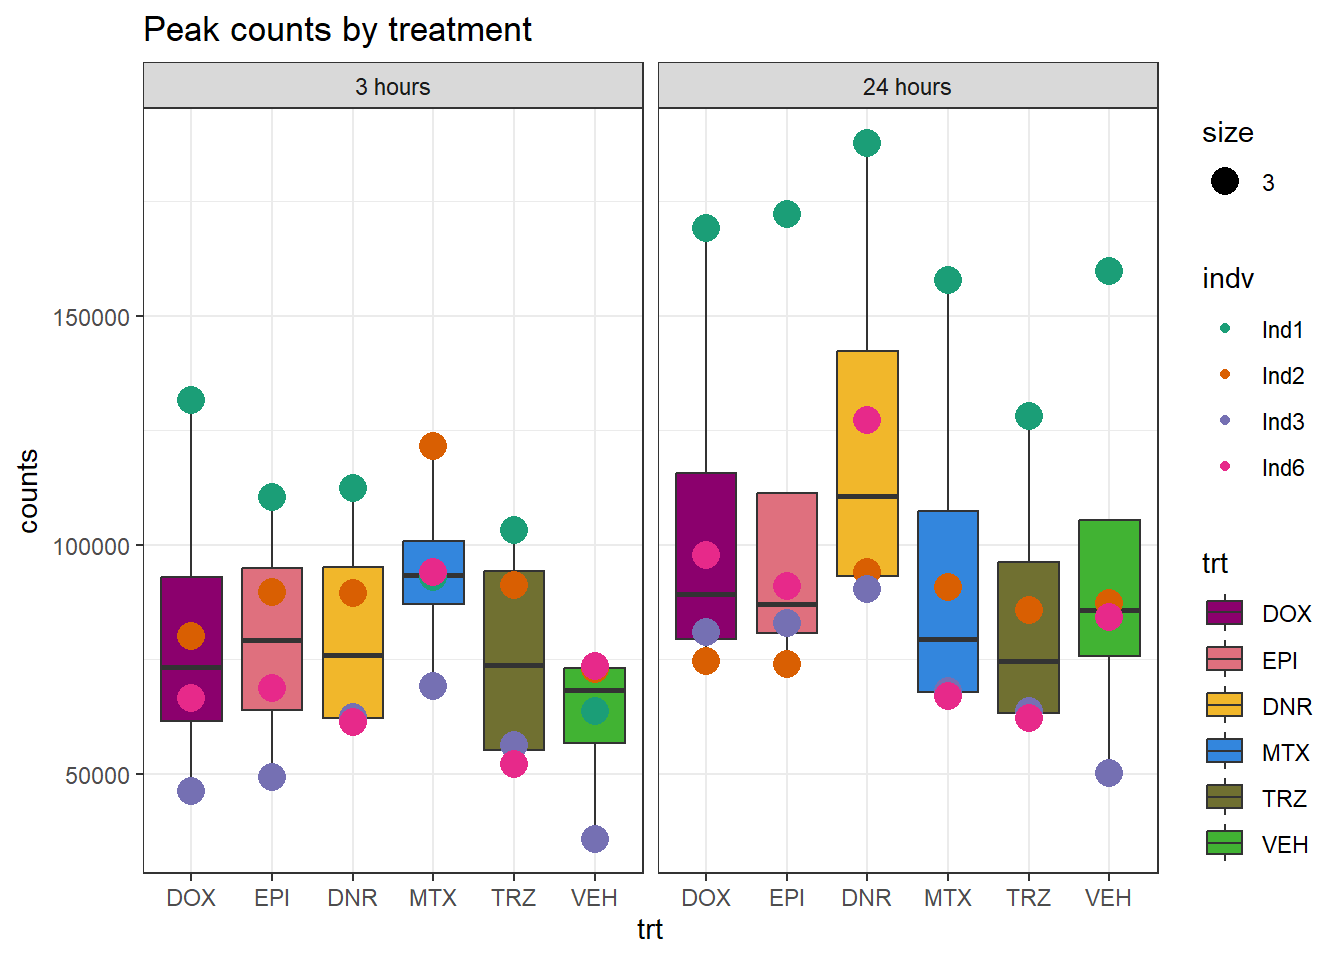 Peak counts by treatment
3 hours
24 hours
150000
100000
50000
counts
DOX EPI DNR MTX TRZ VEH
DOX EPI DNR MTX TRZ VEH
trt
size
3
indv
Ind1
Ind2
Ind3
Ind6
trt
DOX
EPI
DNR
MTX
TRZ
VEH